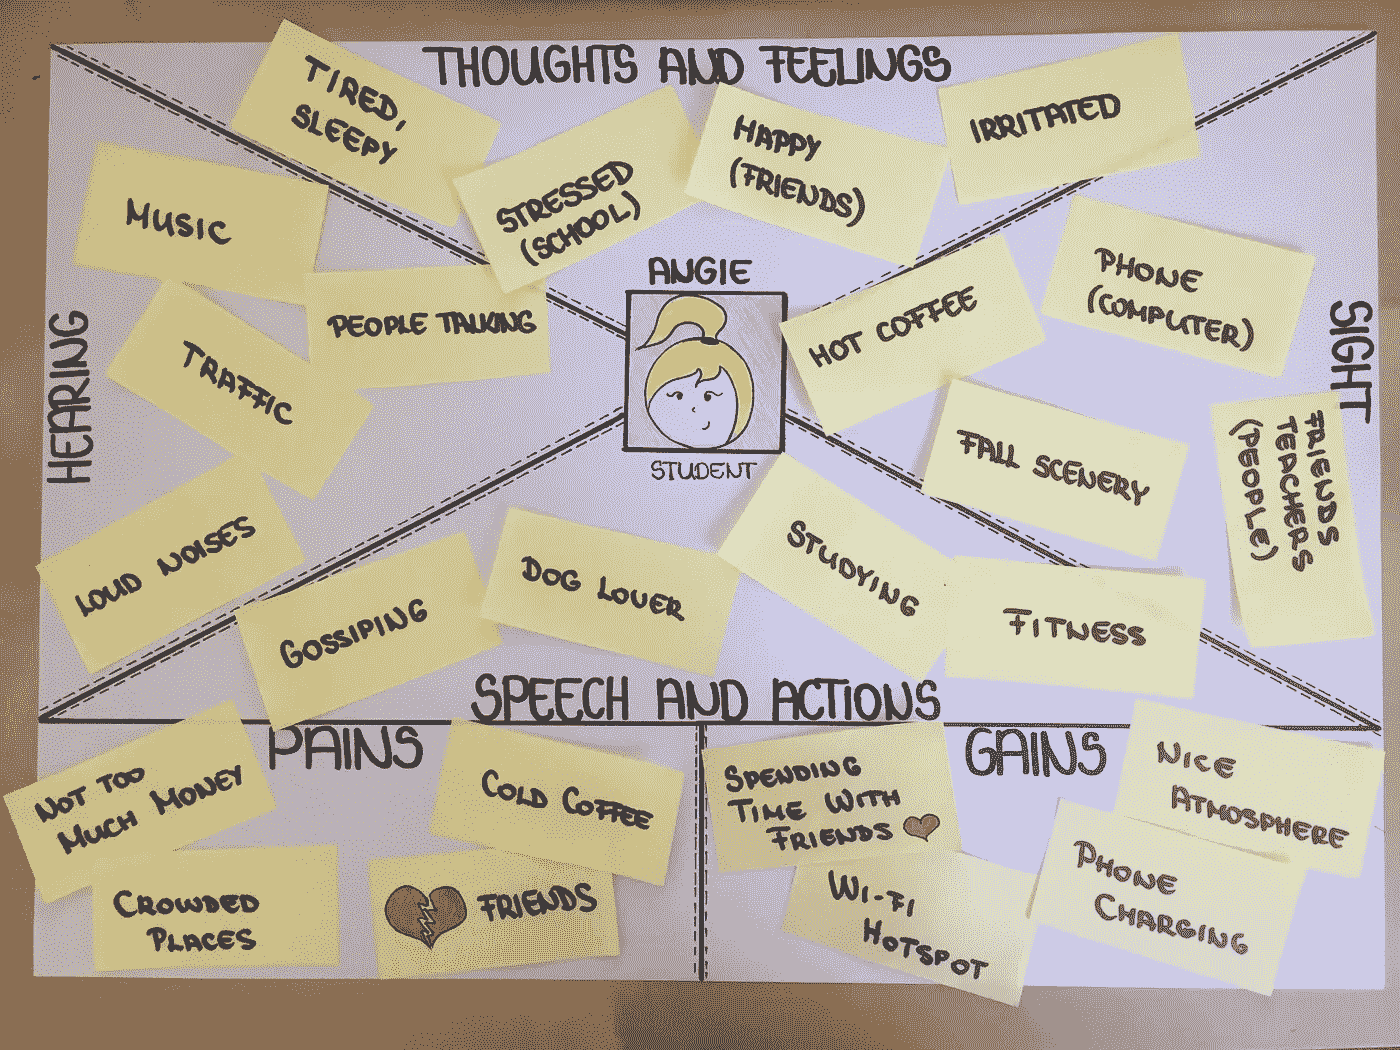 THOUGHTS AND FEELINGS
TIRED,
SLEEPY
STRESSED
(SCHOOL)
HAPPY
(FRIENDS)
IRRITATED
HEARING
MUSIC
PEOPLE TALKING
TRAFFIC
LOUD NOISES
ANGIE
STUDENT
SIGHT
HOT COFFEE
PHONE
(COMPUTER)
FALL SCENERY
FRIENDS
TEACHERS
(PEOPLE)
SPEECH AND ACTIONS
GOSSIPING
DOG LOVER
STUDYING
FITNESS
PAINS
NOT TOO
MUCH MONEY
COLD COFFEE
CROWDED
PLACES
FRIENDS
GAINS
SPENDING
TIME WITH
FRIENDS
NICE
ATMOSPHERE
WI-FI
HOTSPOT
PHONE
CHARGING